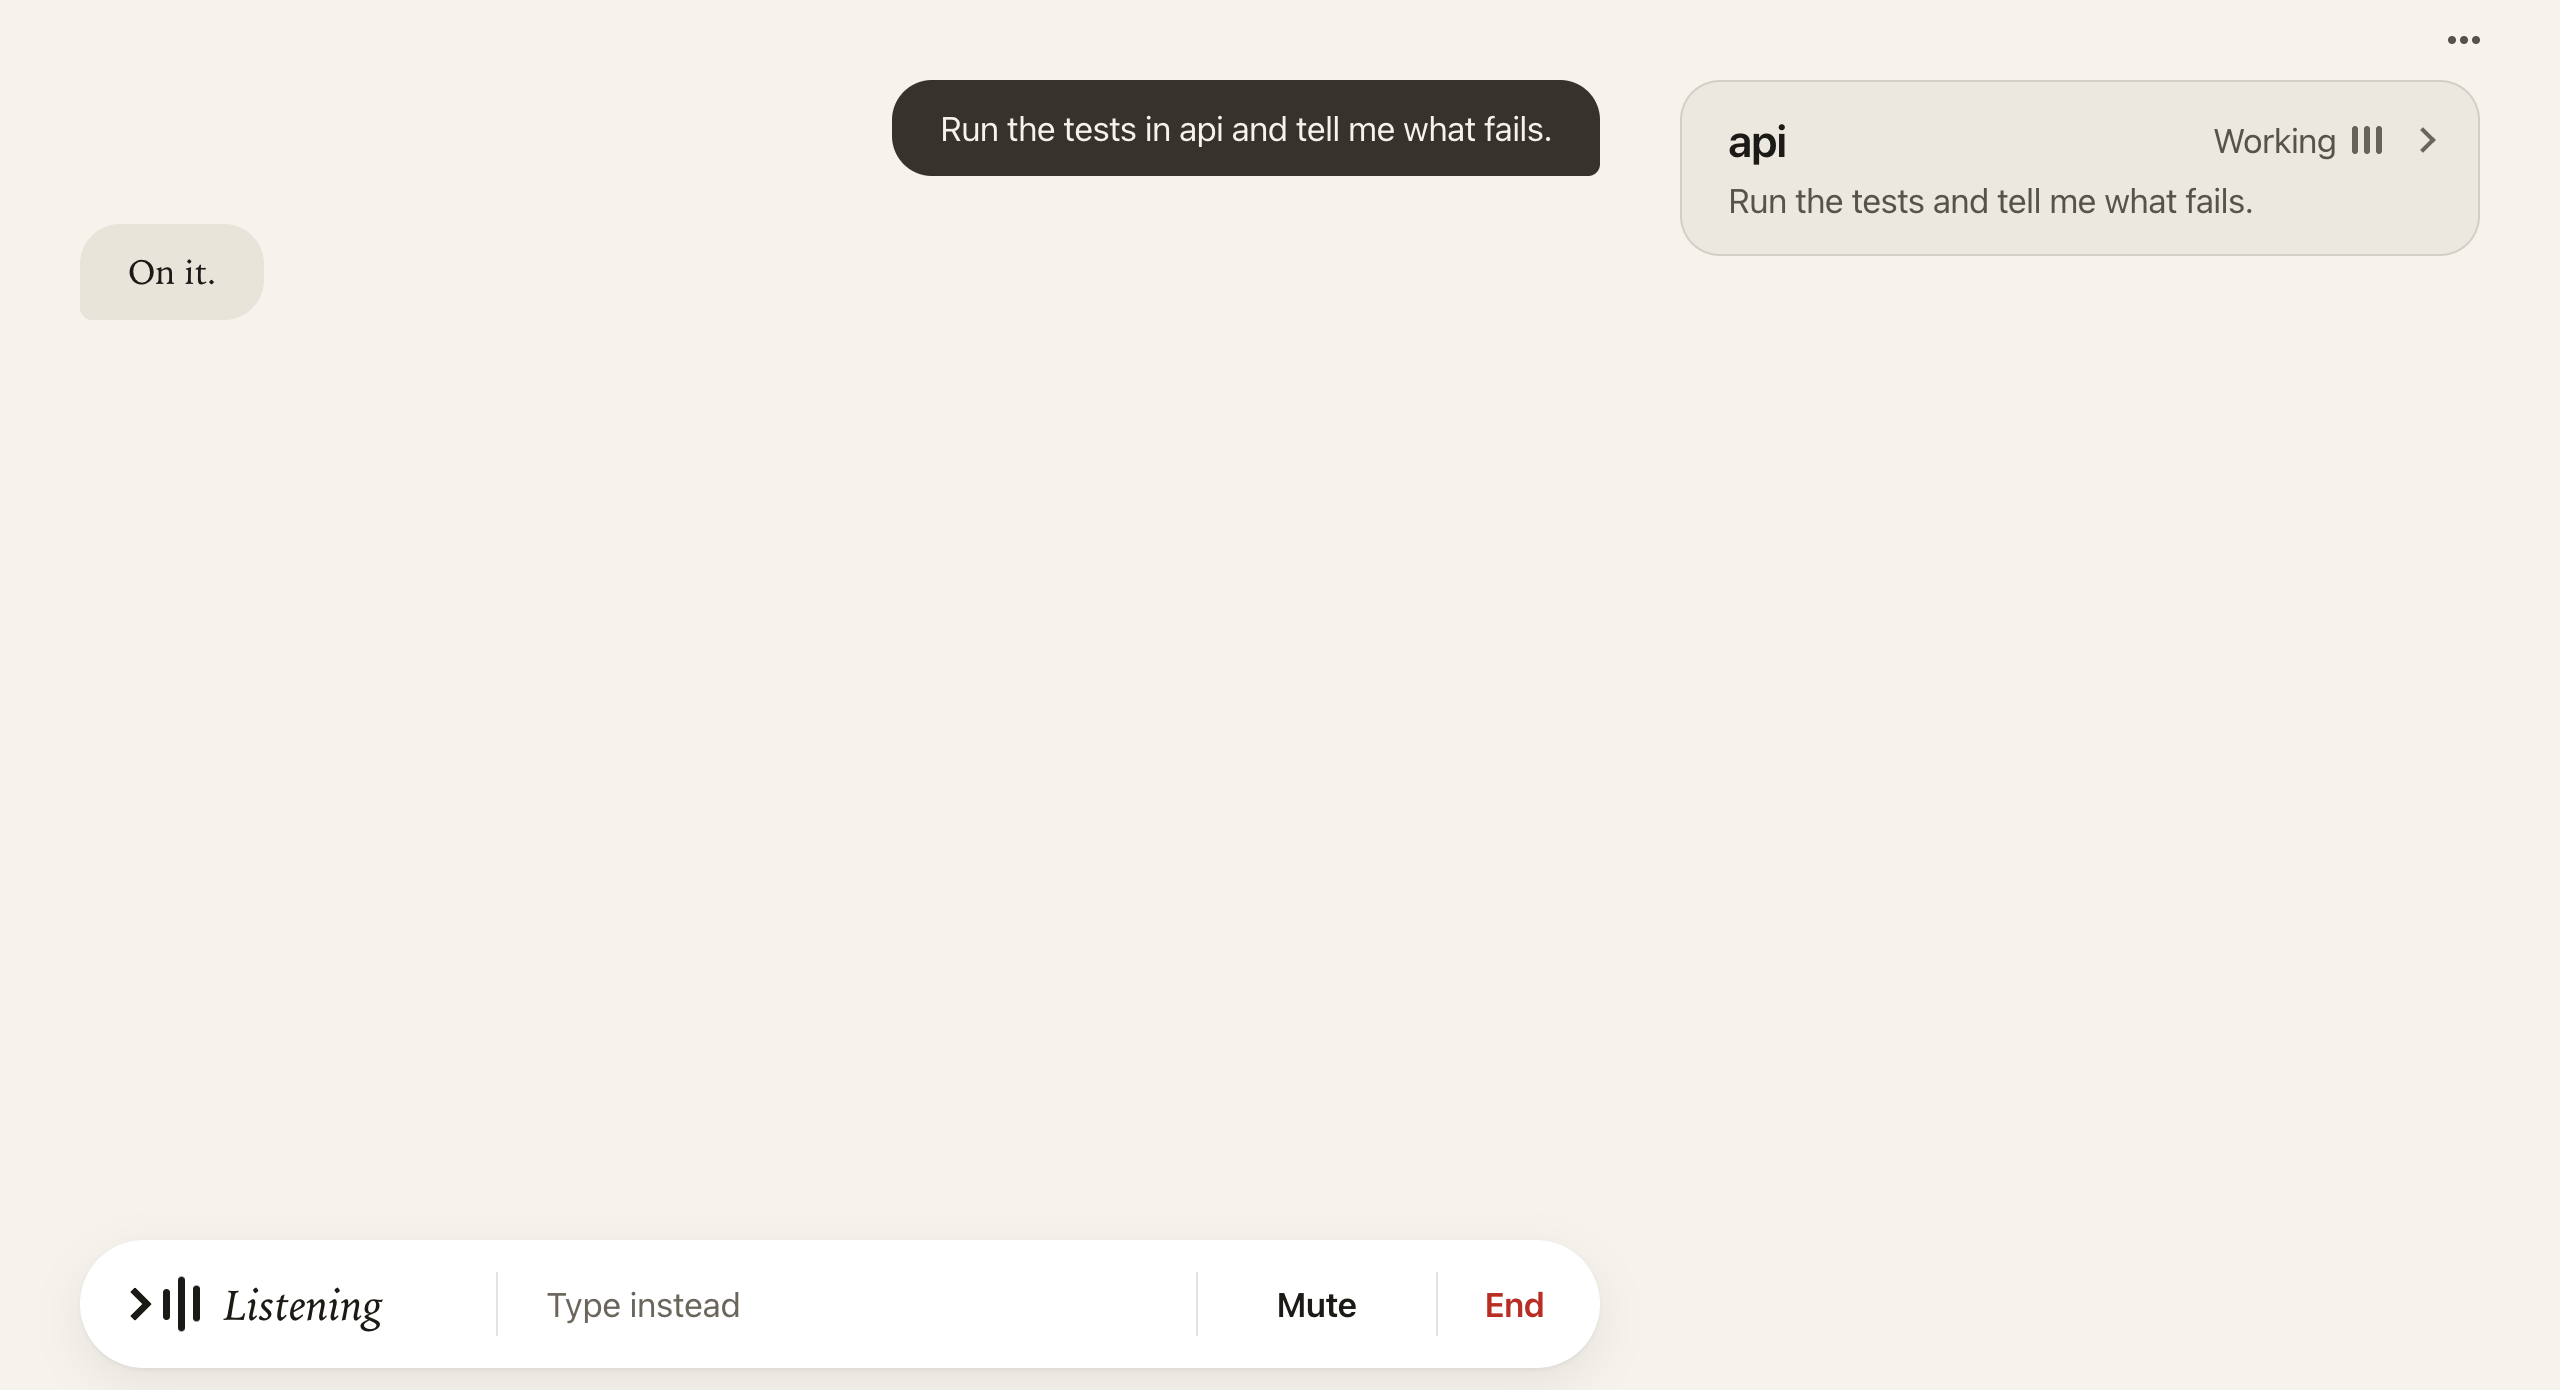 Run the tests in api and tell me what fails.
On it.
api
Working
Run the tests and tell me what fails.
Listening
Type instead
Mute
End